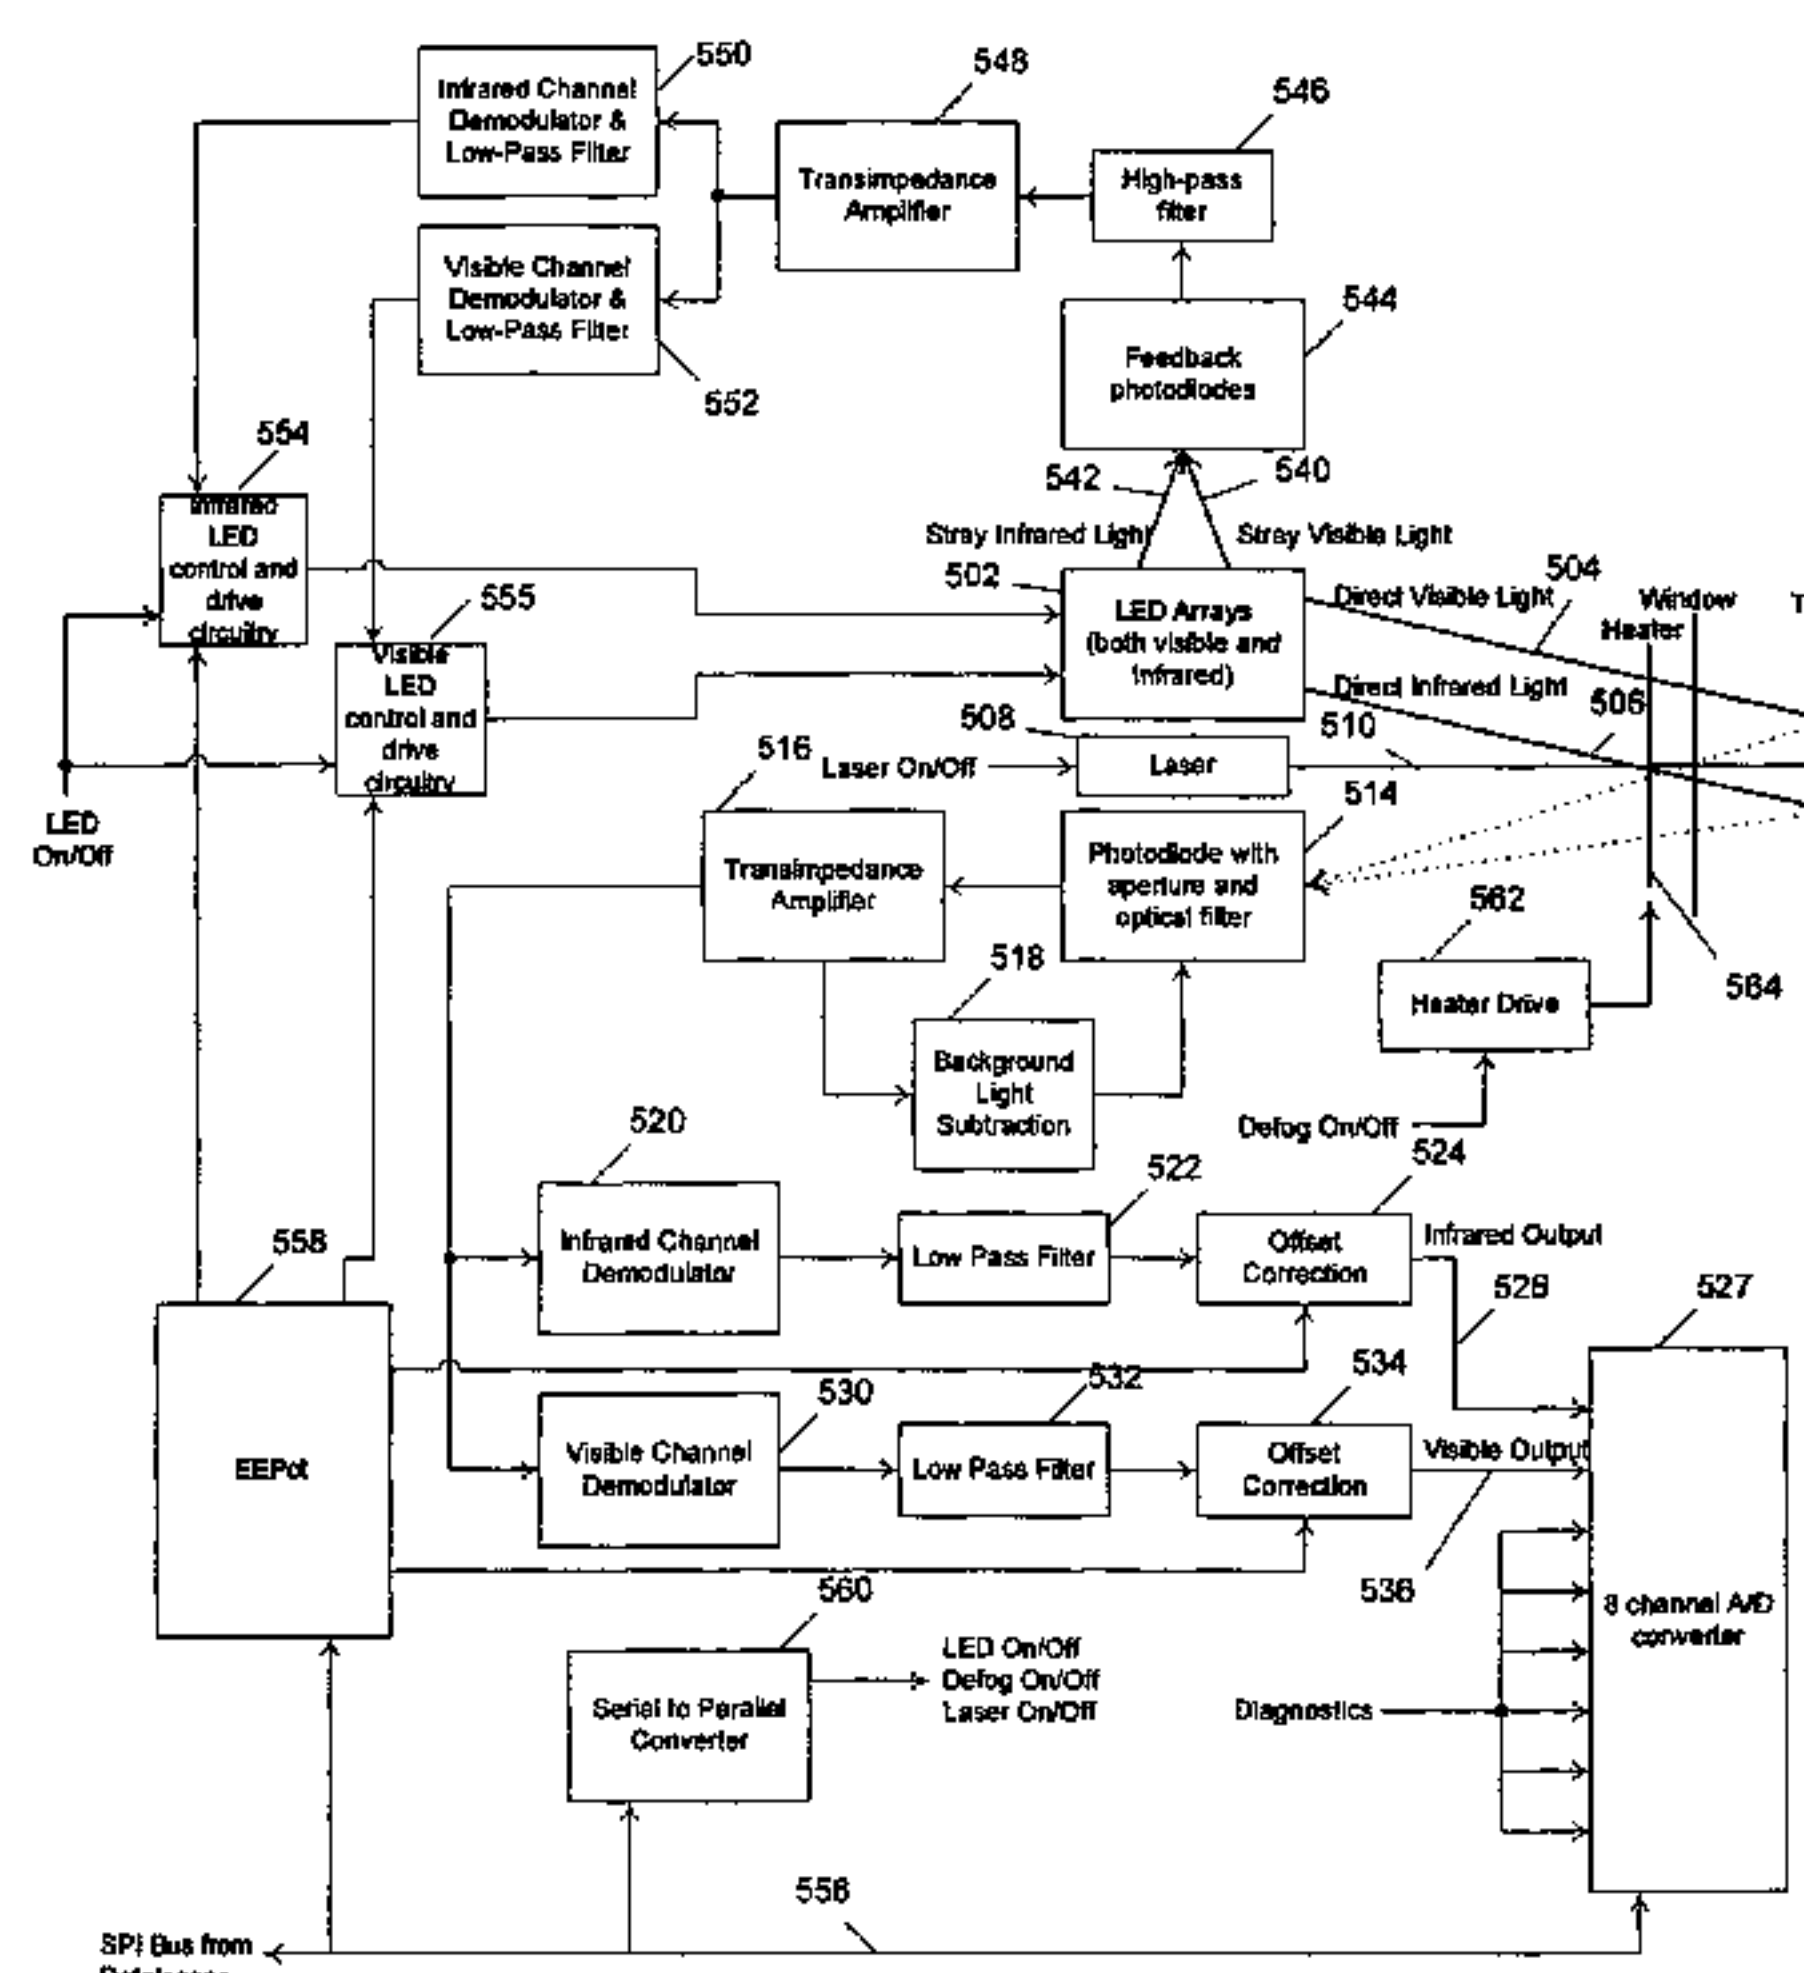 550
Infrared Channel
Demodulator &
Low-Pass Filter
548
Transimpedance
Amplifier
546
High-pass
filter
Visible Channel
Demodulator &
Low-Pass Filter
552
544
Feedback
photodiodes
554
Infrared
LED
control and
drive
circuitry
542
540
Stray Infrared Light
Stray Visible Light
502
LED Arrays
(both visible and
Infrared)
Direct Visible Light
504
Window
Heater
T
555
Visible
LED
control and
drive
circuitry
Direct Infrared Light
506
508
510
Laser On/Off
Laser
LED
On/Off
516
Transimpedance
Amplifier
514
Photodiode with
aperture and
optical filter
562
Heater Drive
564
518
Background
Light
Subtraction
Defog On/Off
520
Infrared Channel
Demodulator
522
Low Pass Filter
524
Offset
Correction
Infrared Output
526
527
558
EEPot
530
Visible Channel
Demodulator
532
Low Pass Filter
534
Offset
Correction
Visible Output
536
8 channel A/D
converter
560
Serial to Parallel
Converter
LED On/Off
Defog On/Off
Laser On/Off
Diagnostics
556
SPI Bus from